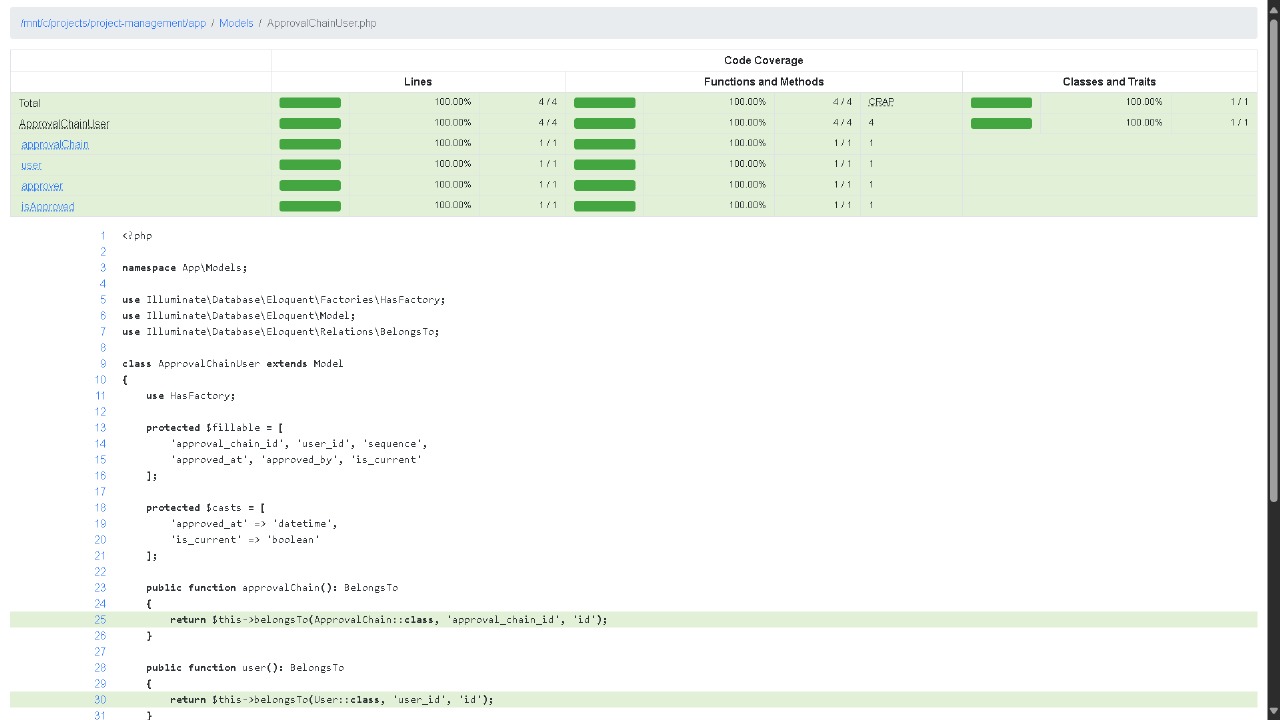 /mnt/c/projects/project-management/app / Models / ApprovalChainUser.php
Code Coverage
Lines Functions and Methods Classes and Traits
Total 100.00% 4 / 4 100.00% 4 / 4 CRAP 100.00% 1 / 1
ApprovalChainUser 100.00% 4 / 4 100.00% 4 / 4 4 100.00% 1 / 1
approvalChain 100.00% 1 / 1 100.00% 1 / 1 1
user 100.00% 1 / 1 100.00% 1 / 1 1
approver 100.00% 1 / 1 100.00% 1 / 1 1
isApproved 100.00% 1 / 1 100.00% 1 / 1 1
1 <?php
2
3 namespace App\Models;
4
5 use Illuminate\Database\Eloquent\Factories\HasFactory;
6 use Illuminate\Database\Eloquent\Model;
7 use Illuminate\Database\Eloquent\Relations\BelongsTo;
8
9 class ApprovalChainUser extends Model
10 {
11     use HasFactory;
12
13     protected $fillable = [
14         'approval_chain_id', 'user_id', 'sequence',
15         'approved_at', 'approved_by', 'is_current'
16     ];
17
18     protected $casts = [
19         'approved_at' => 'datetime',
20         'is_current' => 'boolean'
21     ];
22
23     public function approvalChain(): BelongsTo
24     {
25         return $this->belongsTo(ApprovalChain::class, 'approval_chain_id', 'id');
26     }
27
28     public function user(): BelongsTo
29     {
30         return $this->belongsTo(User::class, 'user_id', 'id');
31     }